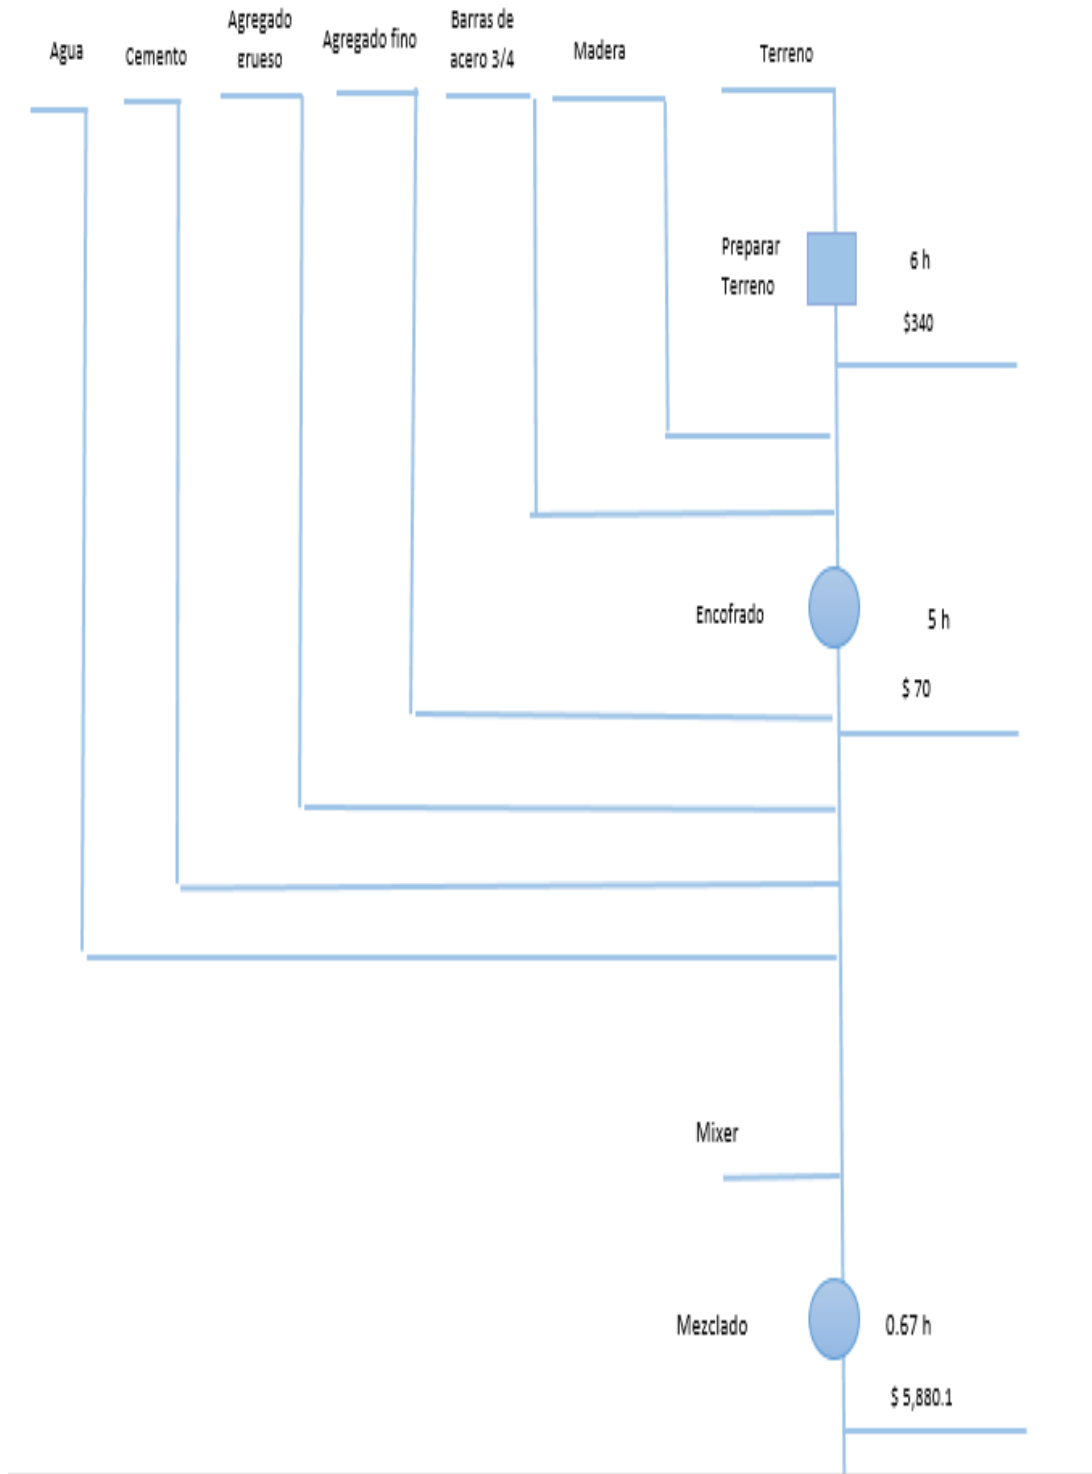 Agua
Cemento
Agregado
grueso
Agregado fino
Barras de
acero 3/4
Madera
Terreno
Preparar
Terreno
6 h
$340
Encofrado
5 h
$ 70
Mixer
Mezclado
0.67 h
$ 5,880.1